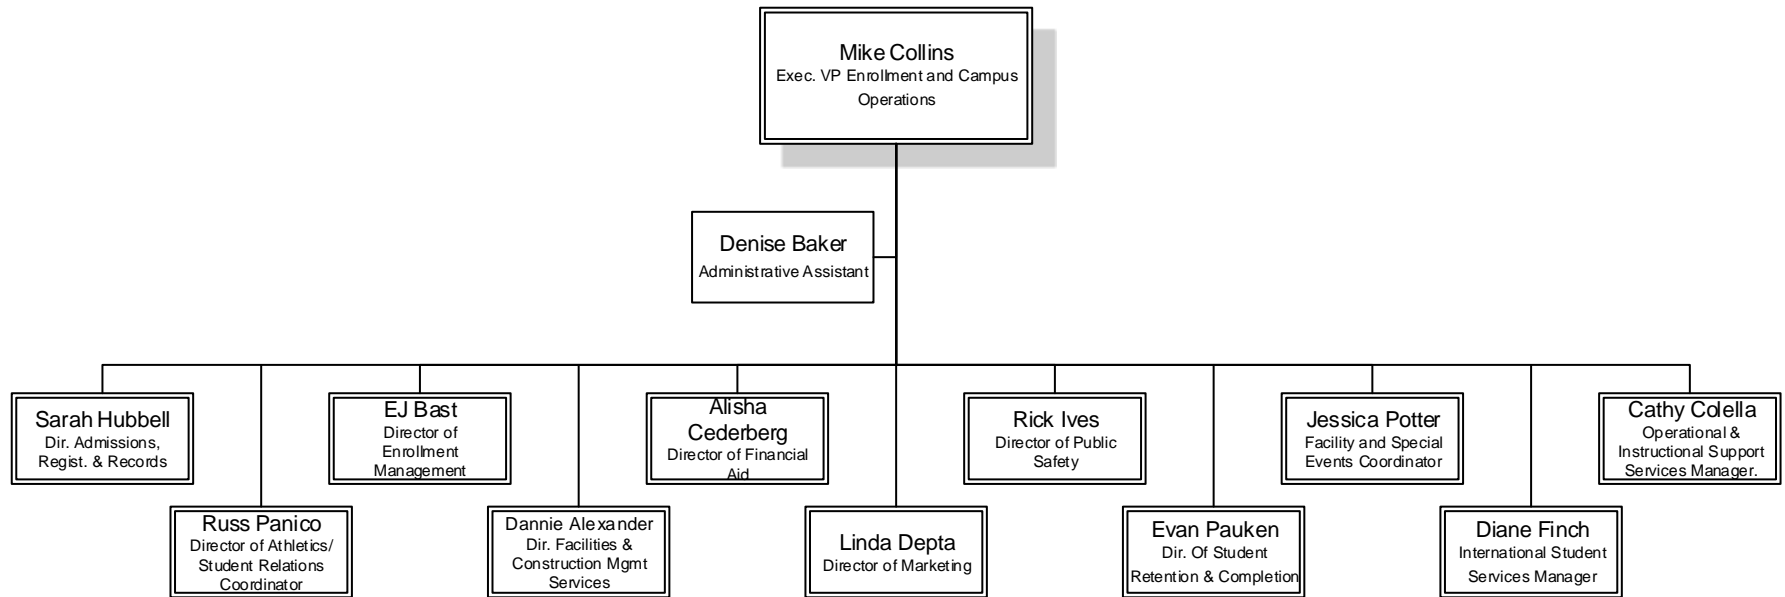 Mike Collins
Exec. VP Enrollment and Campus
Operations
Denise Baker
Administrative Assistant
Sarah Hubbell
Dir. Admissions,
Regist. & Records
EJ Bast
Director of
Enrollment
Management
Alisha
Cederberg
Director of Financial
Aid
Rick Ives
Director of Public
Safety
Jessica Potter
Facility and Special
Events Coordinator
Cathy Colella
Operational &
Instructional Support
Services Manager.
Russ Panico
Director of Athletics/
Student Relations
Coordinator
Dannie Alexander
Dir. Facilities &
Construction Mgmt
Services
Linda Depta
Director of Marketing
Evan Pauken
Dir. Of Student
Retention & Completion
Diane Finch
International Student
Services Manager